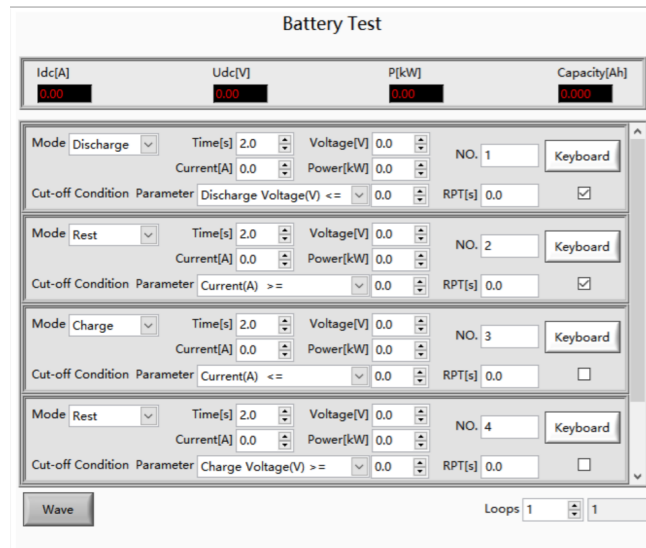 Battery Test
Idc[A] Udc[V] P[kW] Capacity[Ah]
0.00 0.00 0.00 0.000
Mode Discharge Time[s] 2.0 Voltage[V] 0.0 NO. 1 Keyboard
Current[A] 0.0 Power[kW] 0.0
Cut-off Condition Parameter Discharge Voltage(V) <= 0.0 RPT[s] 0.0
Mode Rest Time[s] 2.0 Voltage[V] 0.0 NO. 2 Keyboard
Current[A] 0.0 Power[kW] 0.0
Cut-off Condition Parameter Current(A) >= 0.0 RPT[s] 0.0
Mode Charge Time[s] 2.0 Voltage[V] 0.0 NO. 3 Keyboard
Current[A] 0.0 Power[kW] 0.0
Cut-off Condition Parameter Current(A) <= 0.0 RPT[s] 0.0
Mode Rest Time[s] 2.0 Voltage[V] 0.0 NO. 4 Keyboard
Current[A] 0.0 Power[kW] 0.0
Cut-off Condition Parameter Charge Voltage(V) >= 0.0 RPT[s] 0.0
Wave Loops 1 1